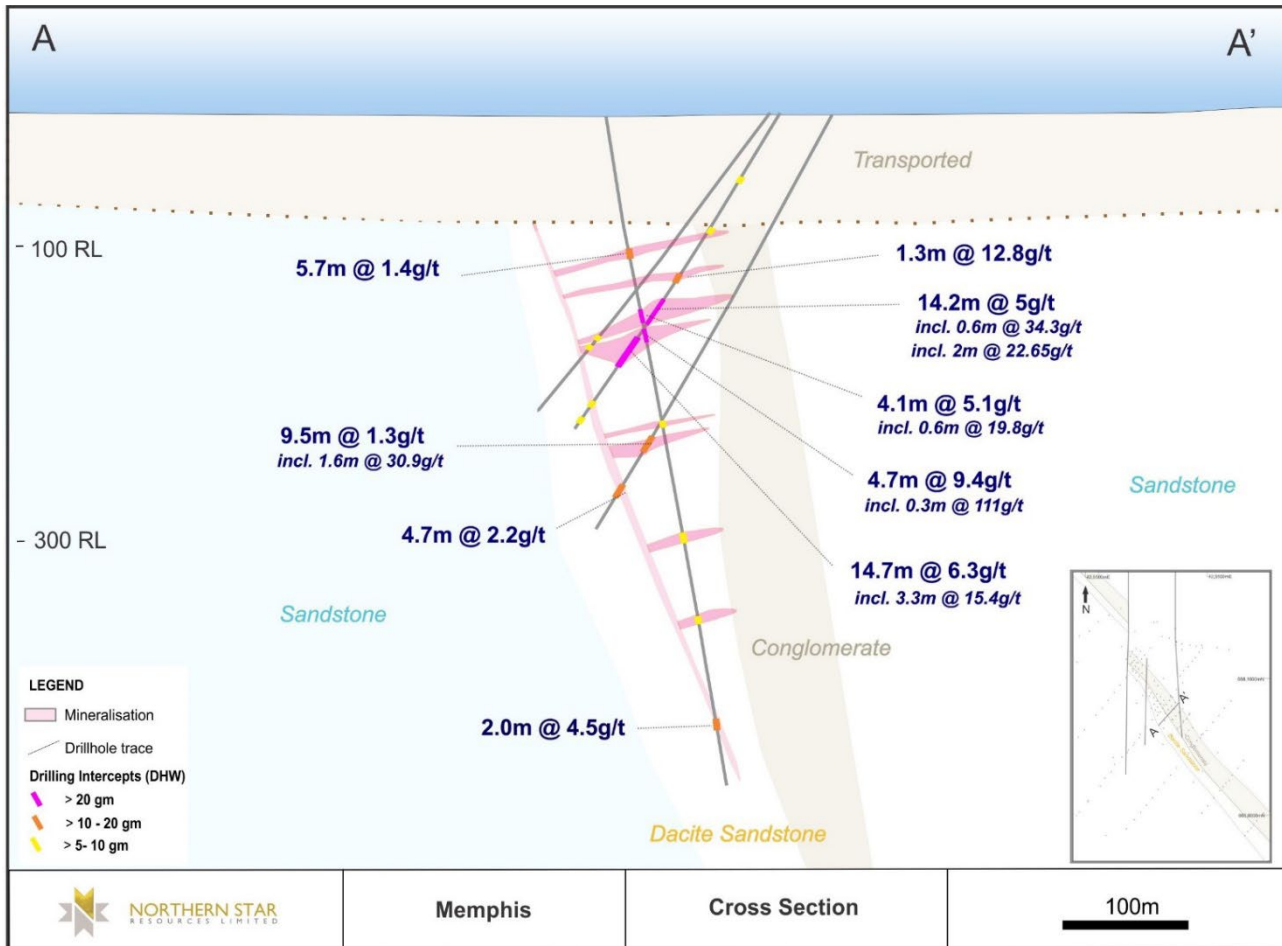 A
A'
Transported
100 RL
5.7m @ 1.4g/t
1.3m @ 12.8g/t
14.2m @ 5g/t
incl. 0.6m @ 34.3g/t
incl. 2m @ 22.65g/t
4.1m @ 5.1g/t
incl. 0.6m @ 19.8g/t
9.5m @ 1.3g/t
incl. 1.6m @ 30.9g/t
4.7m @ 9.4g/t
incl. 0.3m @ 111g/t
Sandstone
4.7m @ 2.2g/t
300 RL
14.7m @ 6.3g/t
incl. 3.3m @ 15.4g/t
Sandstone
Conglomerate
N
A
A'
Conglomerate
Dacite Sandstone
LEGEND
Mineralisation
Drillhole trace
Drilling Intercepts (DHW)
> 20 gm
> 10 - 20 gm
> 5- 10 gm
2.0m @ 4.5g/t
Dacite Sandstone
NORTHERN STAR
RESOURCES LIMITED
Memphis
Cross Section
100m